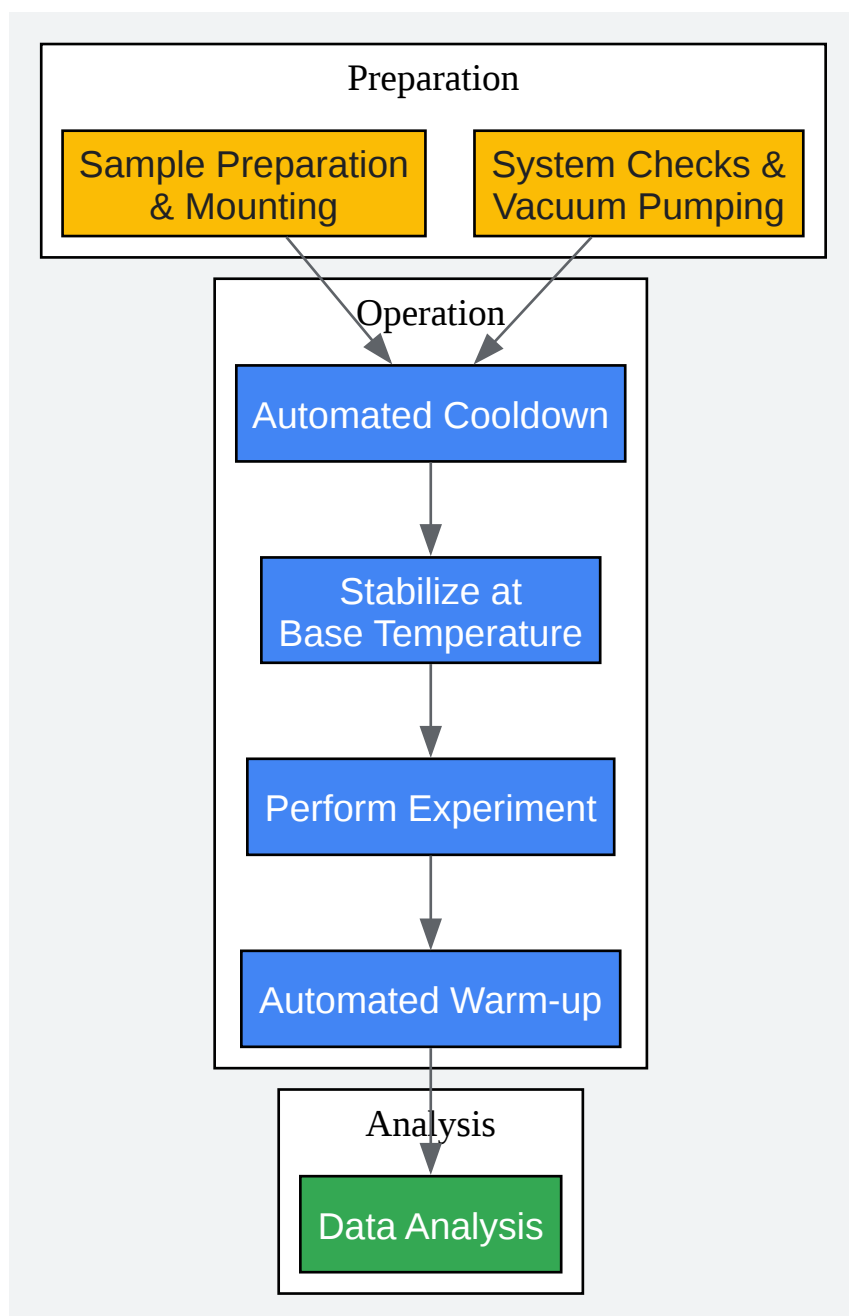 Preparation
Sample Preparation
& Mounting
System Checks &
Vacuum Pumping
Operation
Automated Cooldown
Stabilize at
Base Temperature
Perform Experiment
Automated Warm-up
Analysis
Data Analysis